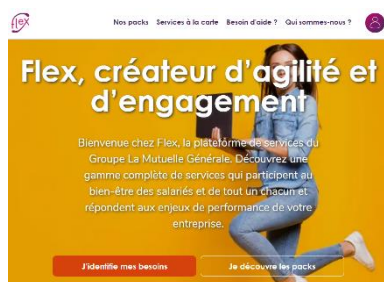 flex
Nos packs Services à la carte Besoin d'aide ? Qui sommes-nous ?
Flex, créateur d'agilité et
d'engagement
Bienvenue chez Flex, la plateforme de services du
Groupe La Mutuelle Générale. Découvrez une
gamme complète de services qui participent au
bien-être des salariés et de tout un chacun et
répondent aux enjeux de performance de votre
entreprise.
J'identifie mes besoins Je découvre les packs